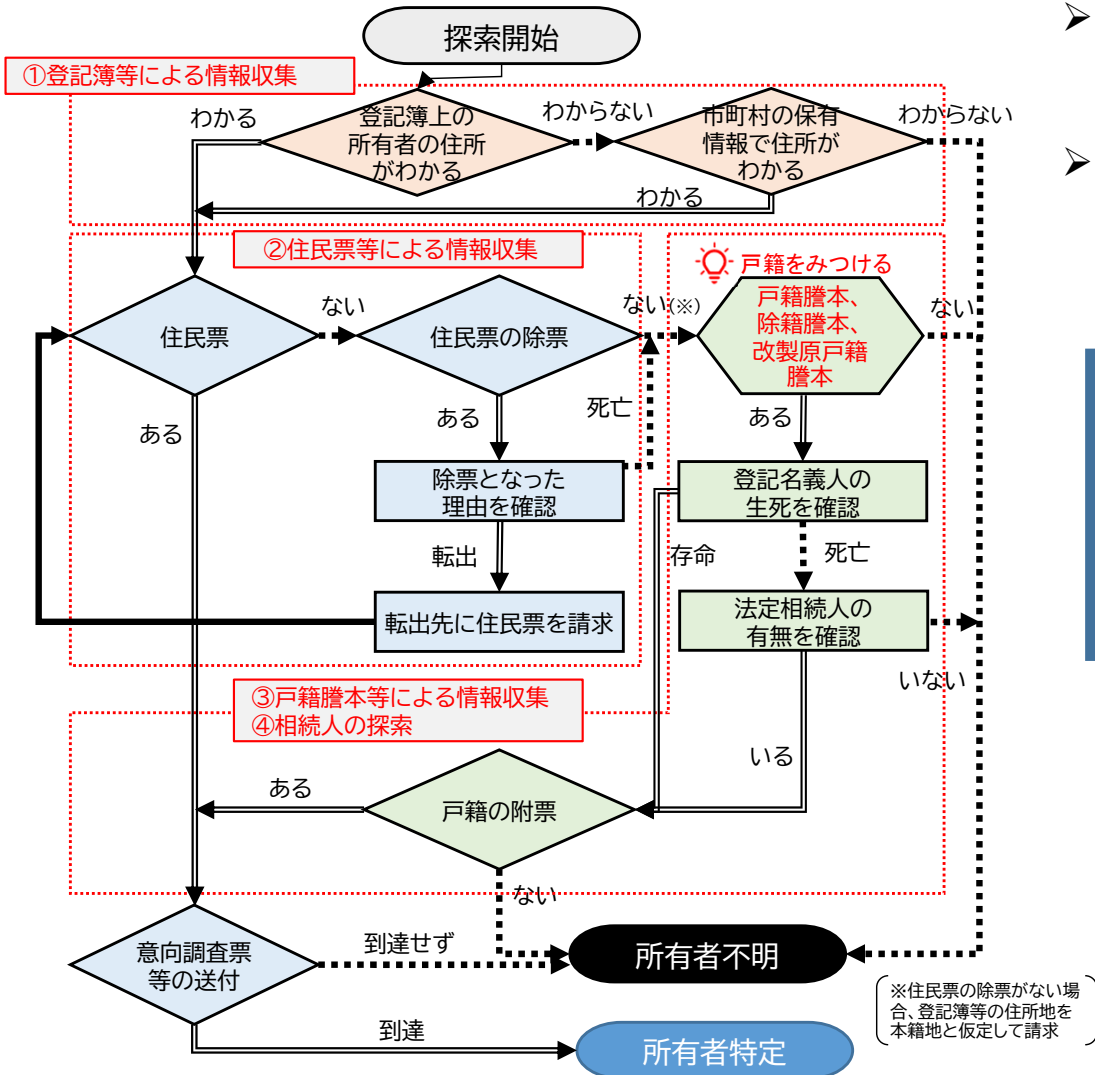 探索開始
①登記簿等による情報収集
わかる
登記簿上の
所有者の住所
がわかる
わからない
市町村の保有
情報で住所が
わかる
わからない
わかる
②住民票等による情報収集
戸籍をみつける
住民票
ない
住民票の除票
ない(※)
戸籍謄本、
除籍謄本、
改製原戸籍
謄本
ない
ある
ある
死亡
ある
除票となった
理由を確認
登記名義人の
生死を確認
転出
存命
死亡
転出先に住民票を請求
法定相続人の
有無を確認
いない
③戸籍謄本等による情報収集
④相続人の探索
いる
ある
戸籍の附票
ない
意向調査票
等の送付
到達せず
所有者不明
※住民票の除票がない場
合、登記簿等の住所地を
本籍地と仮定して請求
到達
所有者特定